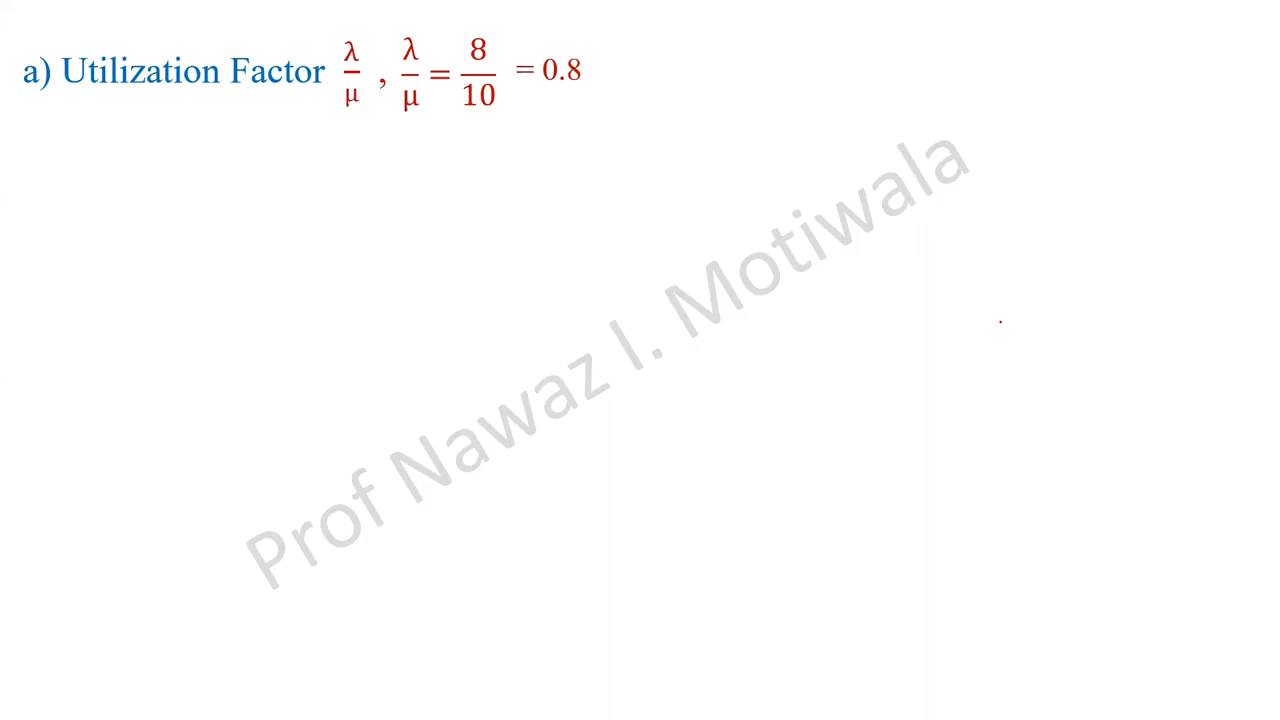 a) Utilization Factor λ/μ , λ/μ = 8/10 = 0.8
Prof Nawaz I. Motiwala